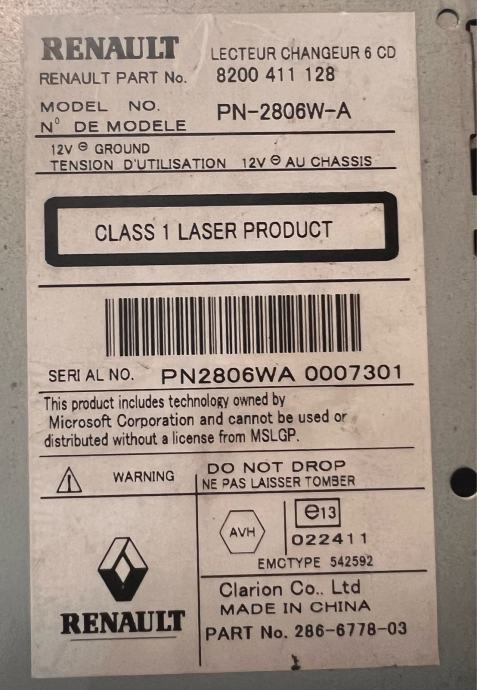 RENAULT LECTEUR CHANGEUR 6 CD
RENAULT PART No. 8200 411 128
MODEL NO.
N° DE MODELE PN-2806W-A
12V ⊖ GROUND
TENSION D'UTILISATION 12V ⊖ AU CHASSIS
CLASS 1 LASER PRODUCT
SERI AL NO. PN2806WA 0007301
This product includes technology owned by
Microsoft Corporation and cannot be used or
distributed without a license from MSLGP.
WARNING DO NOT DROP
NE PAS LAISSER TOMBER
AVH e13
022411
EMCTYPE 542592
RENAULT
Clarion Co.. Ltd
MADE IN CHINA
PART No. 286-6778-03